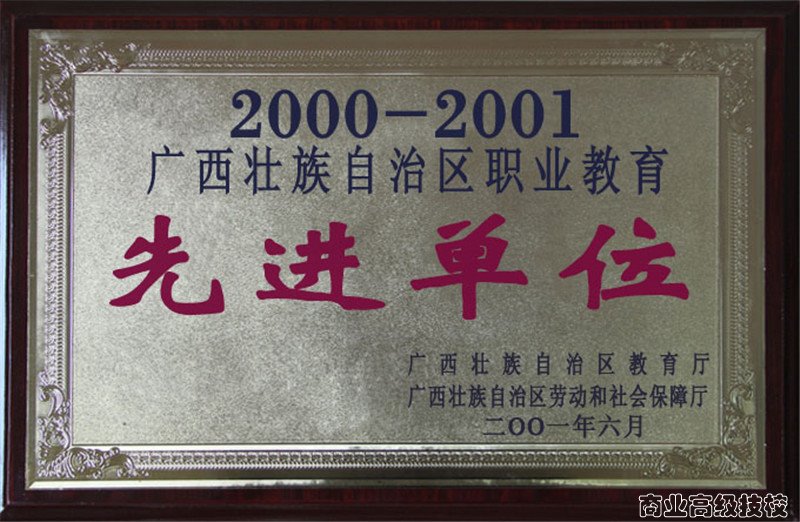 2000-2001
广西壮族自治区职业教育
先进单位
广西壮族自治区教育厅
广西壮族自治区劳动和社会保障厅
二OO一年六月
商业高级技校